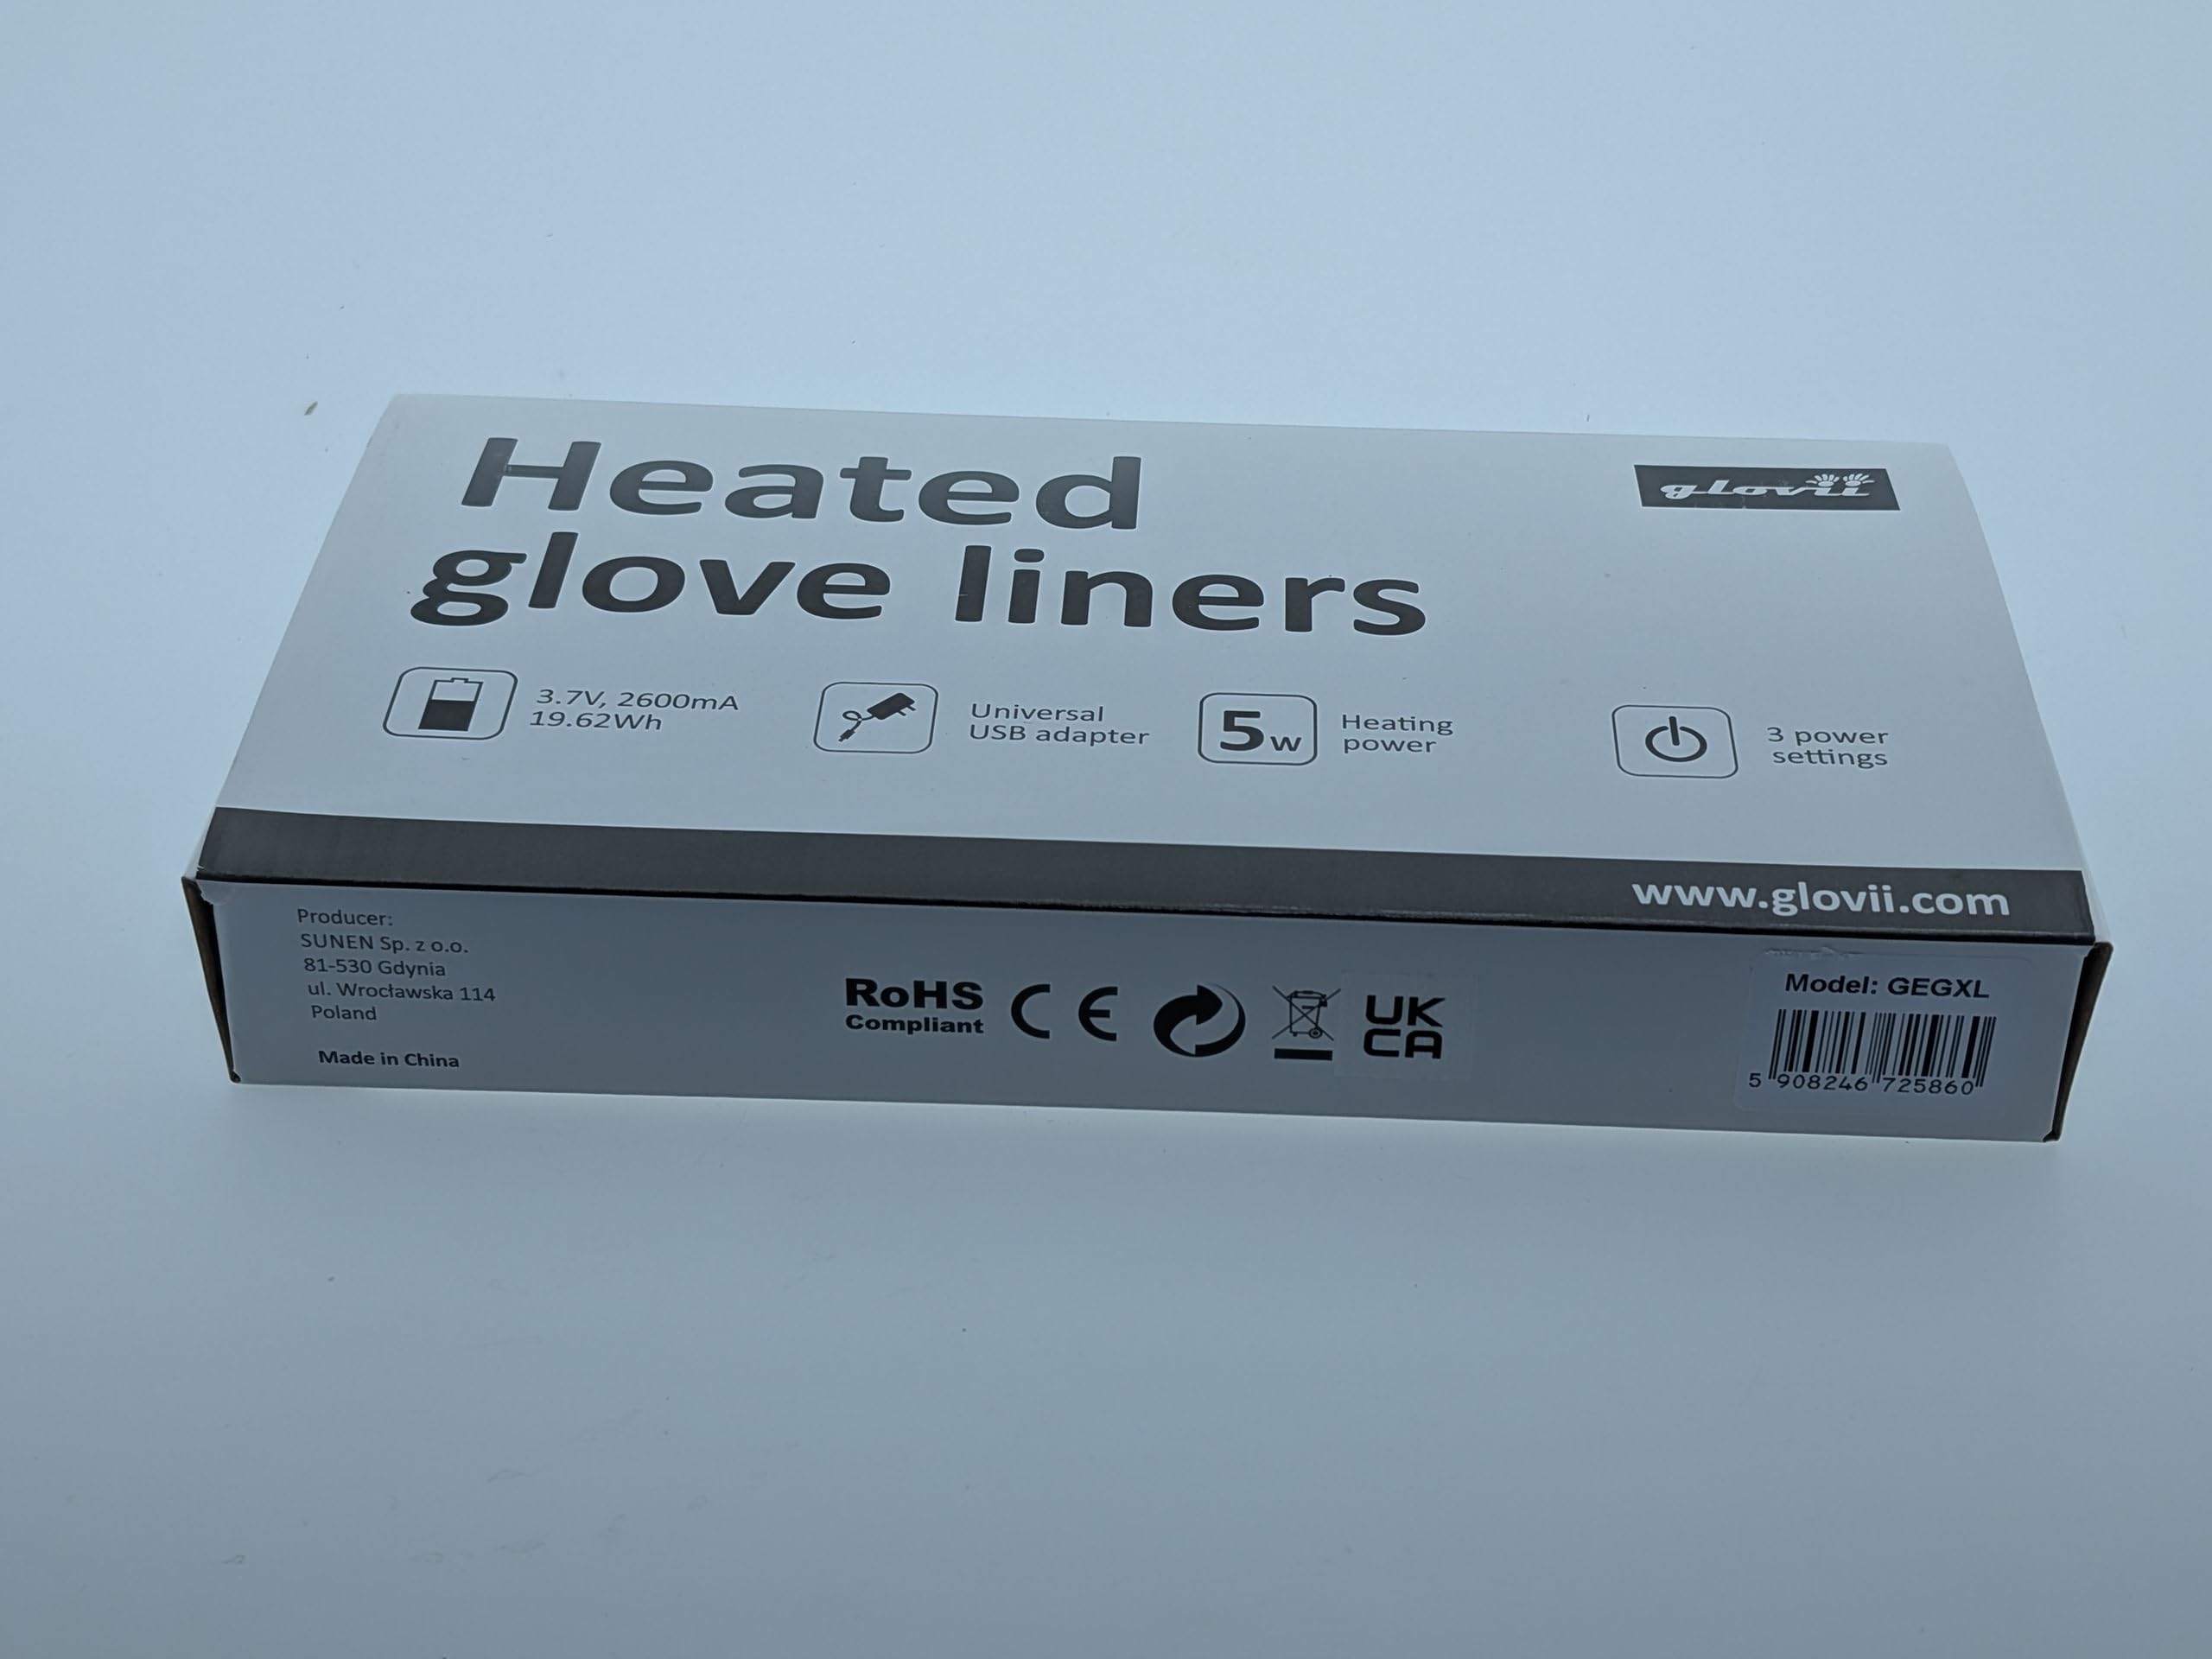 Heated
glove liners
glovii
3.7V, 2600mA
19.62Wh
Universal
USB adapter
5w
Heating
power
3 power
settings
www.glovii.com
Producer:
SUNEN Sp. z o.o.
81-530 Gdynia
ul. Wrocławska 114
Poland
Made in China
RoHS
Compliant
CE
UK
CA
Model: GEGXL
5 908246 725860